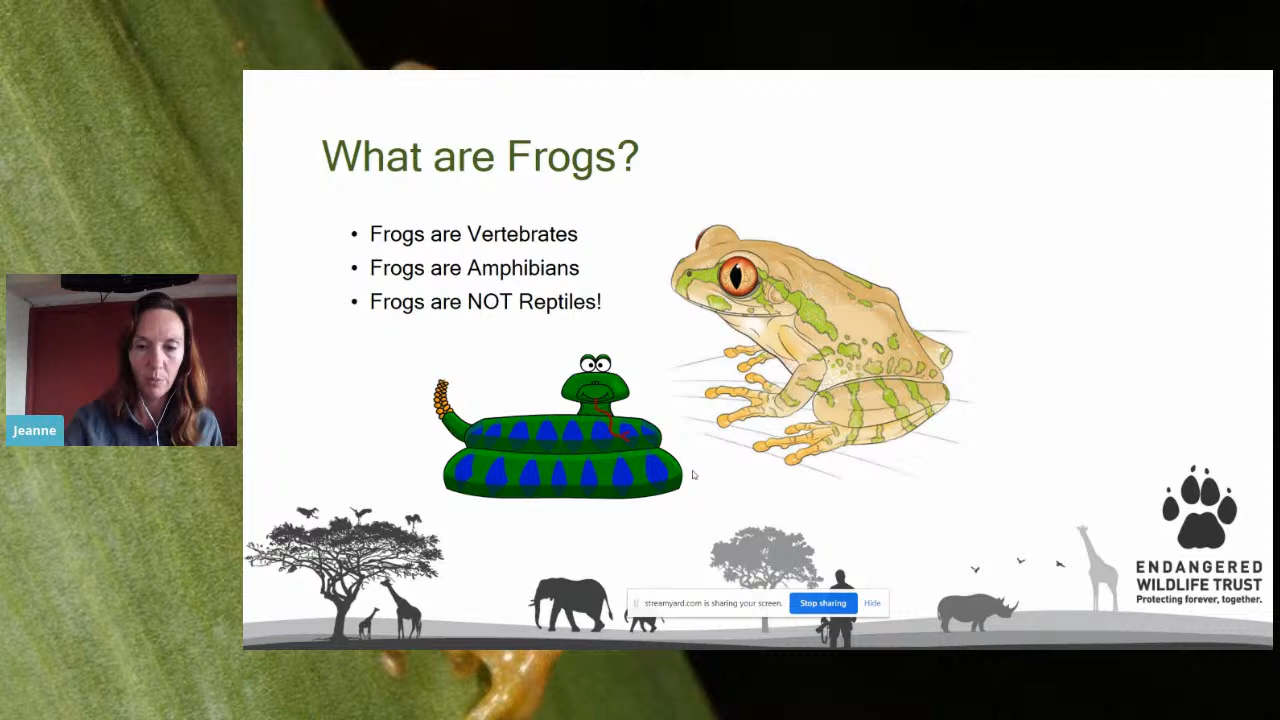 What are Frogs?
• Frogs are Vertebrates
• Frogs are Amphibians
• Frogs are NOT Reptiles!
Jeanne
streamyard.com is sharing your screen.
Stop sharing
Hide
ENDANGERED
WILDLIFE TRUST
Protecting forever, together.